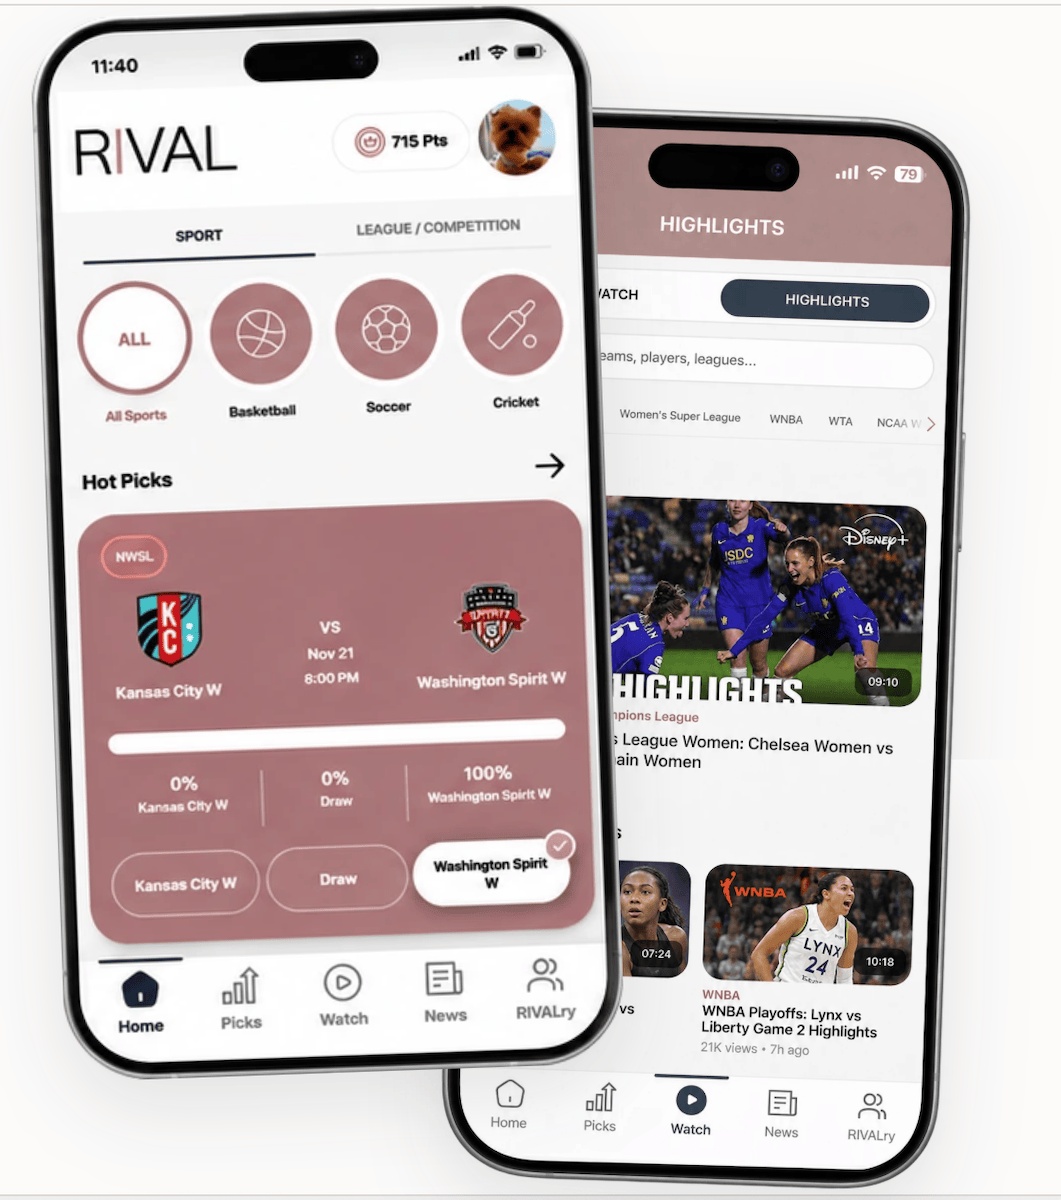 11:40
RIVAL
715 Pts
SPORT
LEAGUE / COMPETITION
ALL
All Sports
Basketball
Soccer
Cricket
Hot Picks
NWSL
KC
VS
Nov 21
8:00 PM
Kansas City W
Washington Spirit W
0%
Kansas City W
0%
Draw
100%
Washington Spirit W
Kansas City W
Draw
Washington Spirit
W
Home
Picks
Watch
News
RIVALry
79
HIGHLIGHTS
WATCH
HIGHLIGHTS
eams, players, leagues...
Women's Super League
WNBA
WTA
NCAA W
Disney+
JSDC
14
HIGHLIGHTS
09:10
mpions League
s League Women: Chelsea Women vs
ain Women
s
07:24
vs
WNBA
LYNX
24
10:18
WNBA
WNBA Playoffs: Lynx vs
Liberty Game 2 Highlights
21K views • 7h ago
Home
Picks
Watch
News
RIVALry